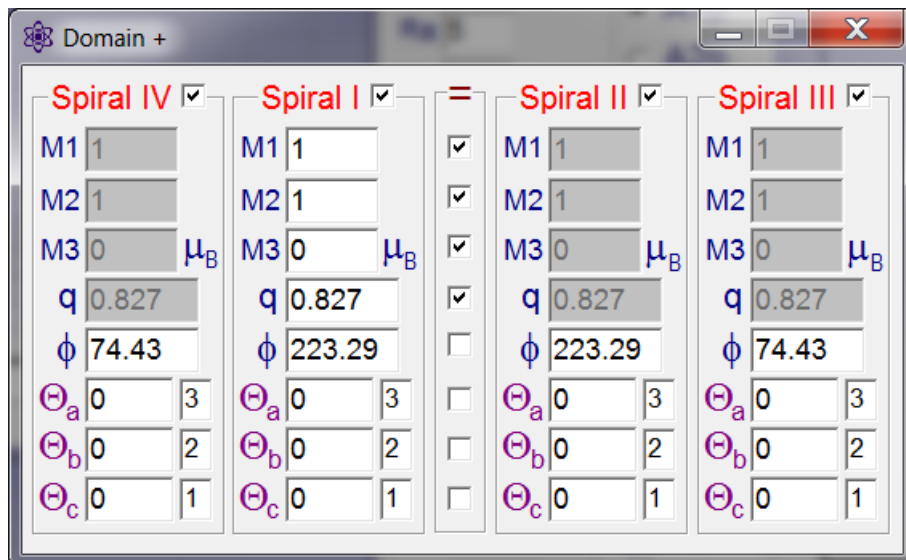 Domain +
Spiral IV Spiral I = Spiral II Spiral III
M1 1 M1 1 M1 1 M1 1
M2 1 M2 1 M2 1 M2 1
M3 0 μB M3 0 μB M3 0 μB M3 0 μB
q 0.827 q 0.827 q 0.827 q 0.827
ϕ 74.43 ϕ 223.29 ϕ 223.29 ϕ 74.43
Θa 0 3 Θa 0 3 Θa 0 3 Θa 0 3
Θb 0 2 Θb 0 2 Θb 0 2 Θb 0 2
Θc 0 1 Θc 0 1 Θc 0 1 Θc 0 1